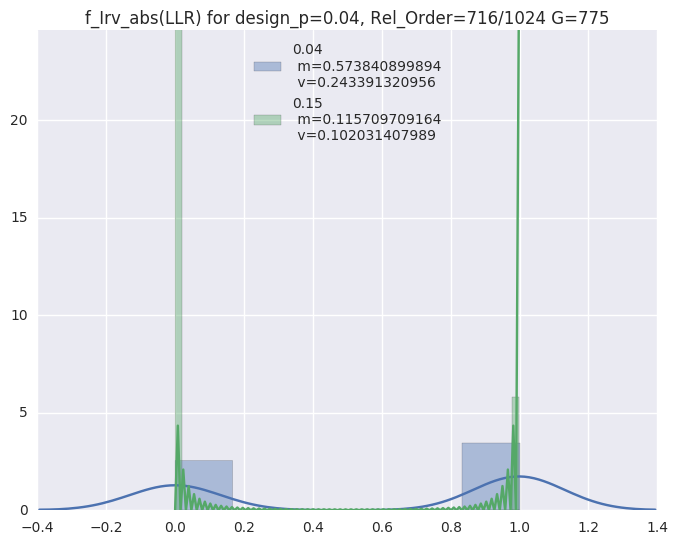 f_Irv_abs(LLR) for design_p=0.04, Rel_Order=716/1024 G=775
0.04
m=0.573840899894
v=0.243391320956
0.15
m=0.115709709164
v=0.102031407989
20
15
10
5
0
−0.4 −0.2 0.0 0.2 0.4 0.6 0.8 1.0 1.2 1.4